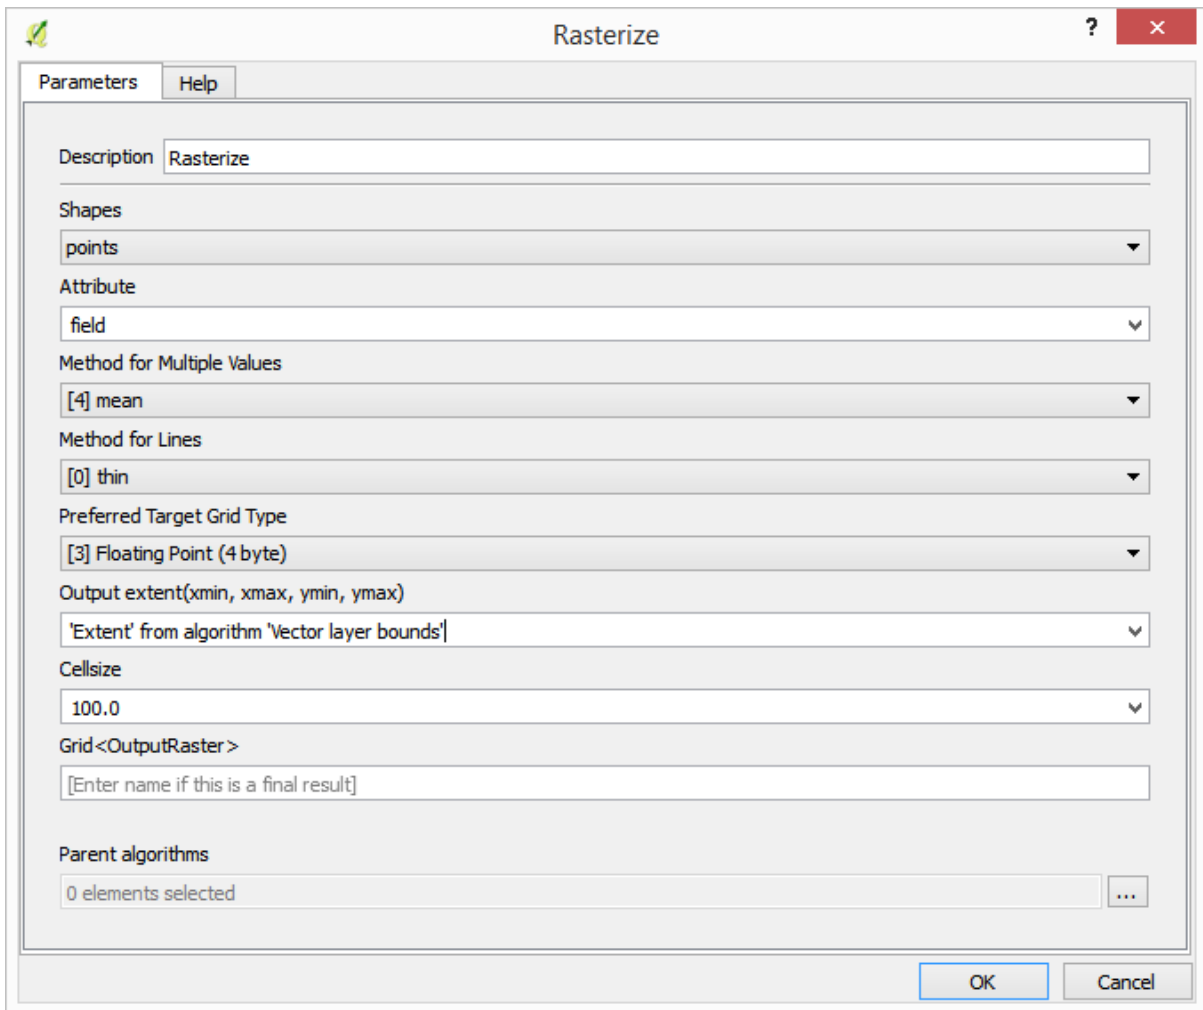 Rasterize
?
Parameters
Help
Description
Rasterize
Shapes
points
Attribute
field
Method for Multiple Values
[4] mean
Method for Lines
[0] thin
Preferred Target Grid Type
[3] Floating Point (4 byte)
Output extent(xmin, xmax, ymin, ymax)
'Extent' from algorithm 'Vector layer bounds'
Cellsize
100.0
Grid<OutputRaster>
[Enter name if this is a final result]
Parent algorithms
0 elements selected
...
OK
Cancel